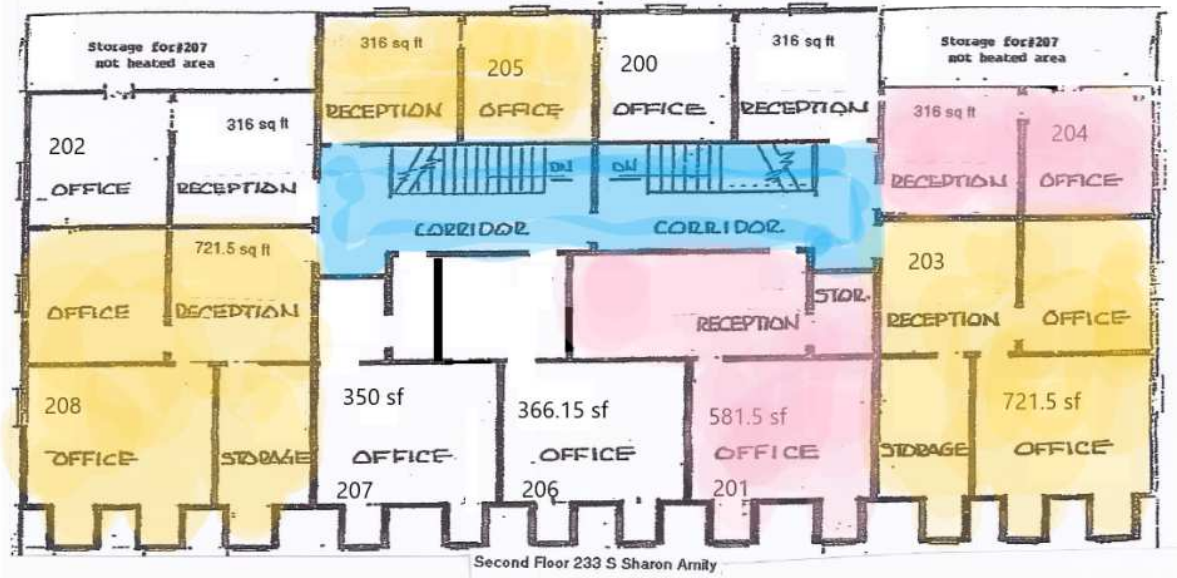 Storage for#207
not heated area
316 sq ft
RECEPTION
205
OFFICE
200
OFFICE
316 sq ft
RECEPTION
Storage for#207
not heated area
202
OFFICE
316 sq ft
RECEPTION
DN
DN
316 sq ft
RECEPTION
204
OFFICE
CORRIDOR
CORRIDOR
OFFICE
721.5 sq ft
RECEPTION
RECEPTION
STOR.
203
RECEPTION
OFFICE
208
OFFICE
STORAGE
350 sf
OFFICE
207
366.15 sf
OFFICE
206
581.5 sf
OFFICE
201
STORAGE
721.5 sf
OFFICE
Second Floor 233 S Sharon Amity